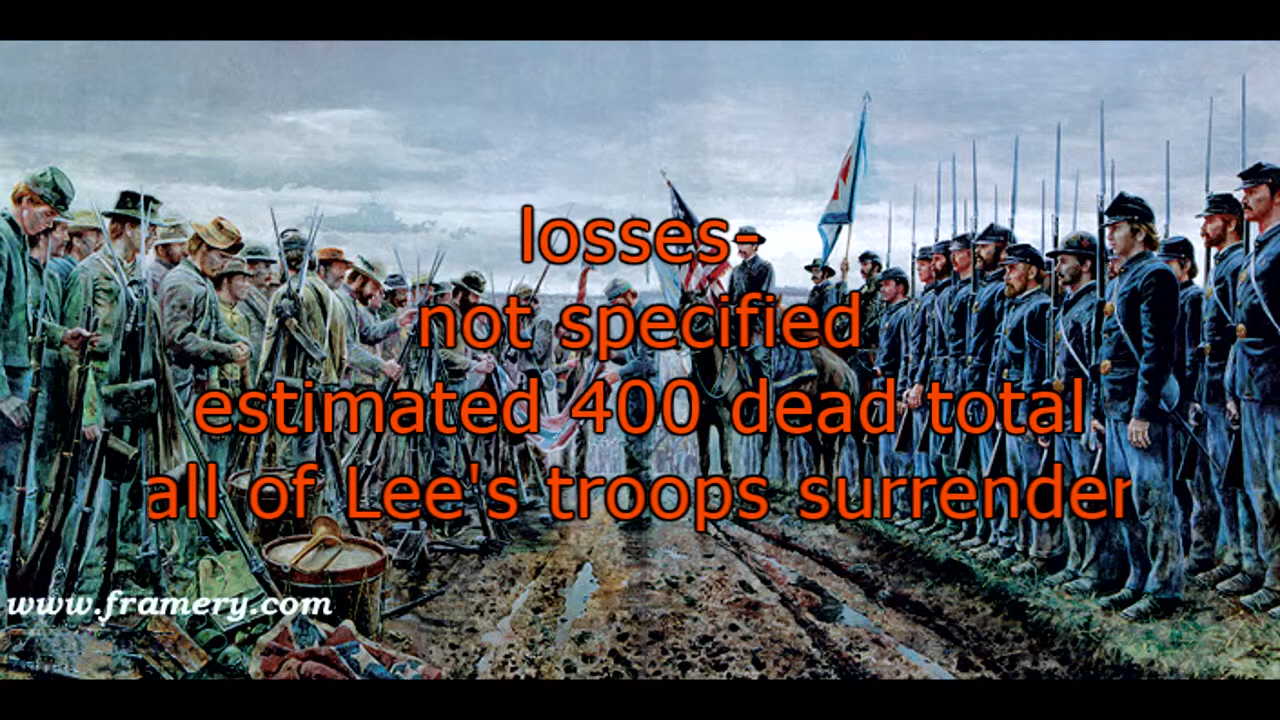 losses-
not specified
estimated 400 dead total
all of Lee's troops surrender
www.framery.com